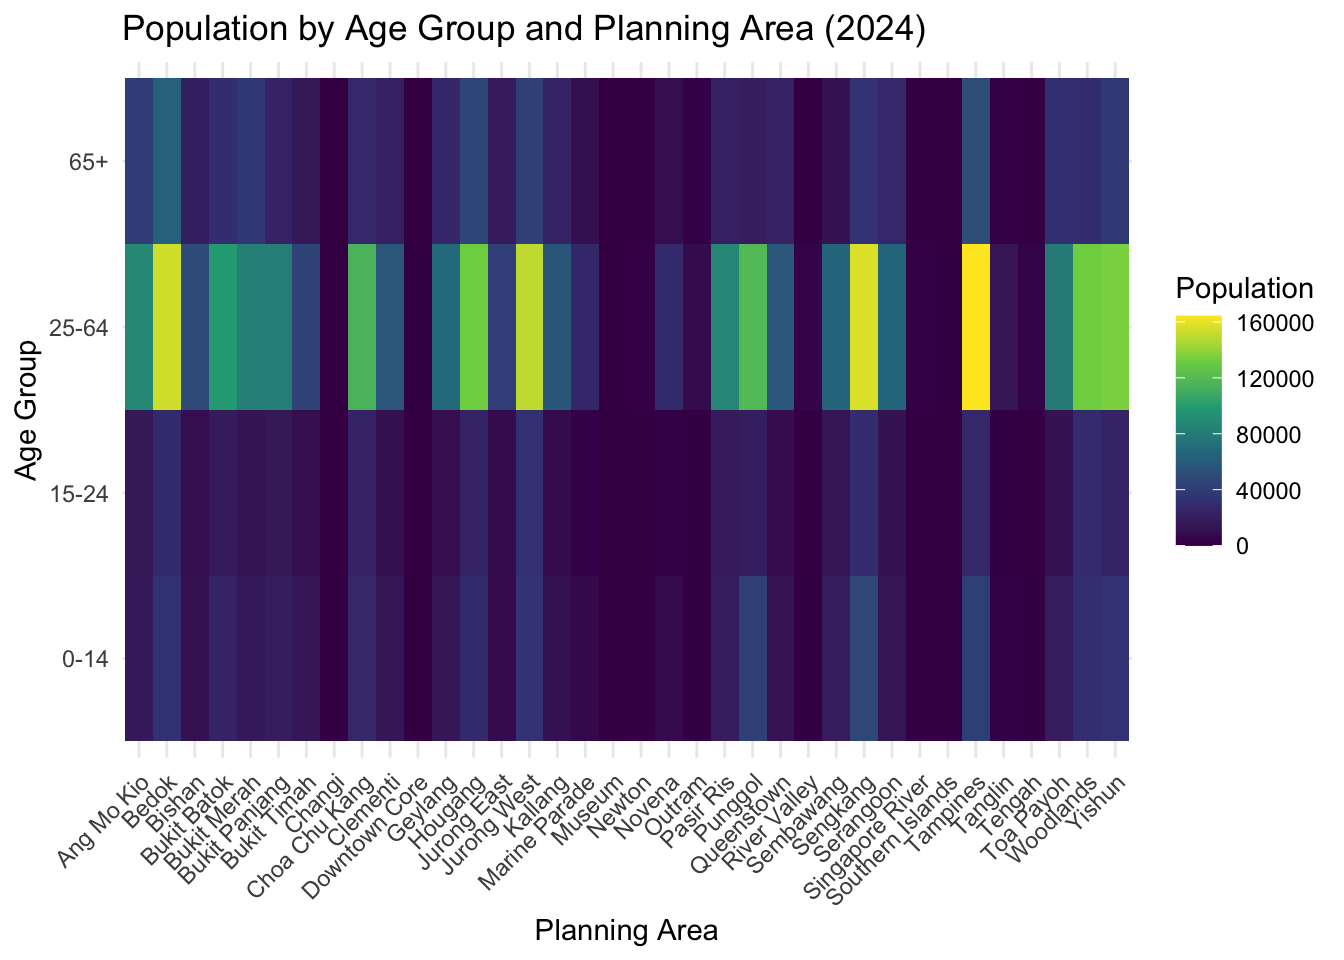 Population by Age Group and Planning Area (2024)
65+
25-64
15-24
0-14
Age Group
Ang Mo Kio
Bedok
Bishan
Bukit Batok
Bukit Merah
Bukit Panjang
Bukit Timah
Changi
Choa Chu Kang
Clementi
Downtown Core
Geylang
Hougang
Jurong East
Jurong West
Kallang
Marine Parade
Museum
Newton
Novena
Outram
Pasir Ris
Punggol
Queenstown
River Valley
Sembawang
Sengkang
Serangoon
Singapore River
Southern Islands
Tampines
Tanglin
Tengah
Toa Payoh
Woodlands
Yishun
Planning Area
Population
160000
120000
80000
40000
0